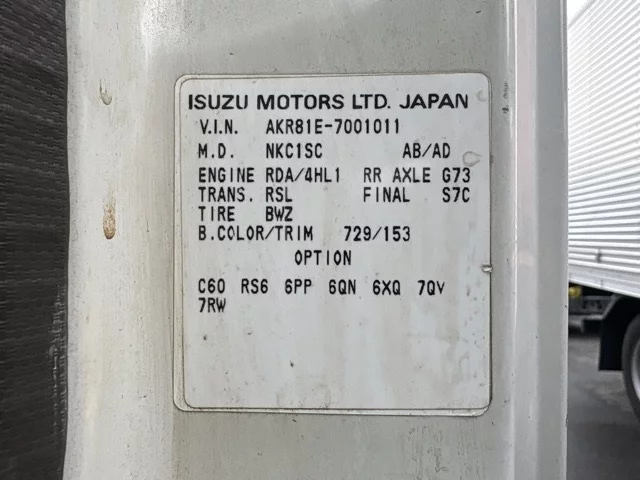 ISUZU MOTORS LTD. JAPAN
V.I.N. AKR81E-7001011
M.D. NKC1SC AB/AD
ENGINE RDA/4HL1 RR AXLE G73
TRANS. RSL FINAL S7C
TIRE BWZ
B.COLOR/TRIM 729/153
OPTION
C60 RS6 6PP 6QN 6XQ 7QV
7RW